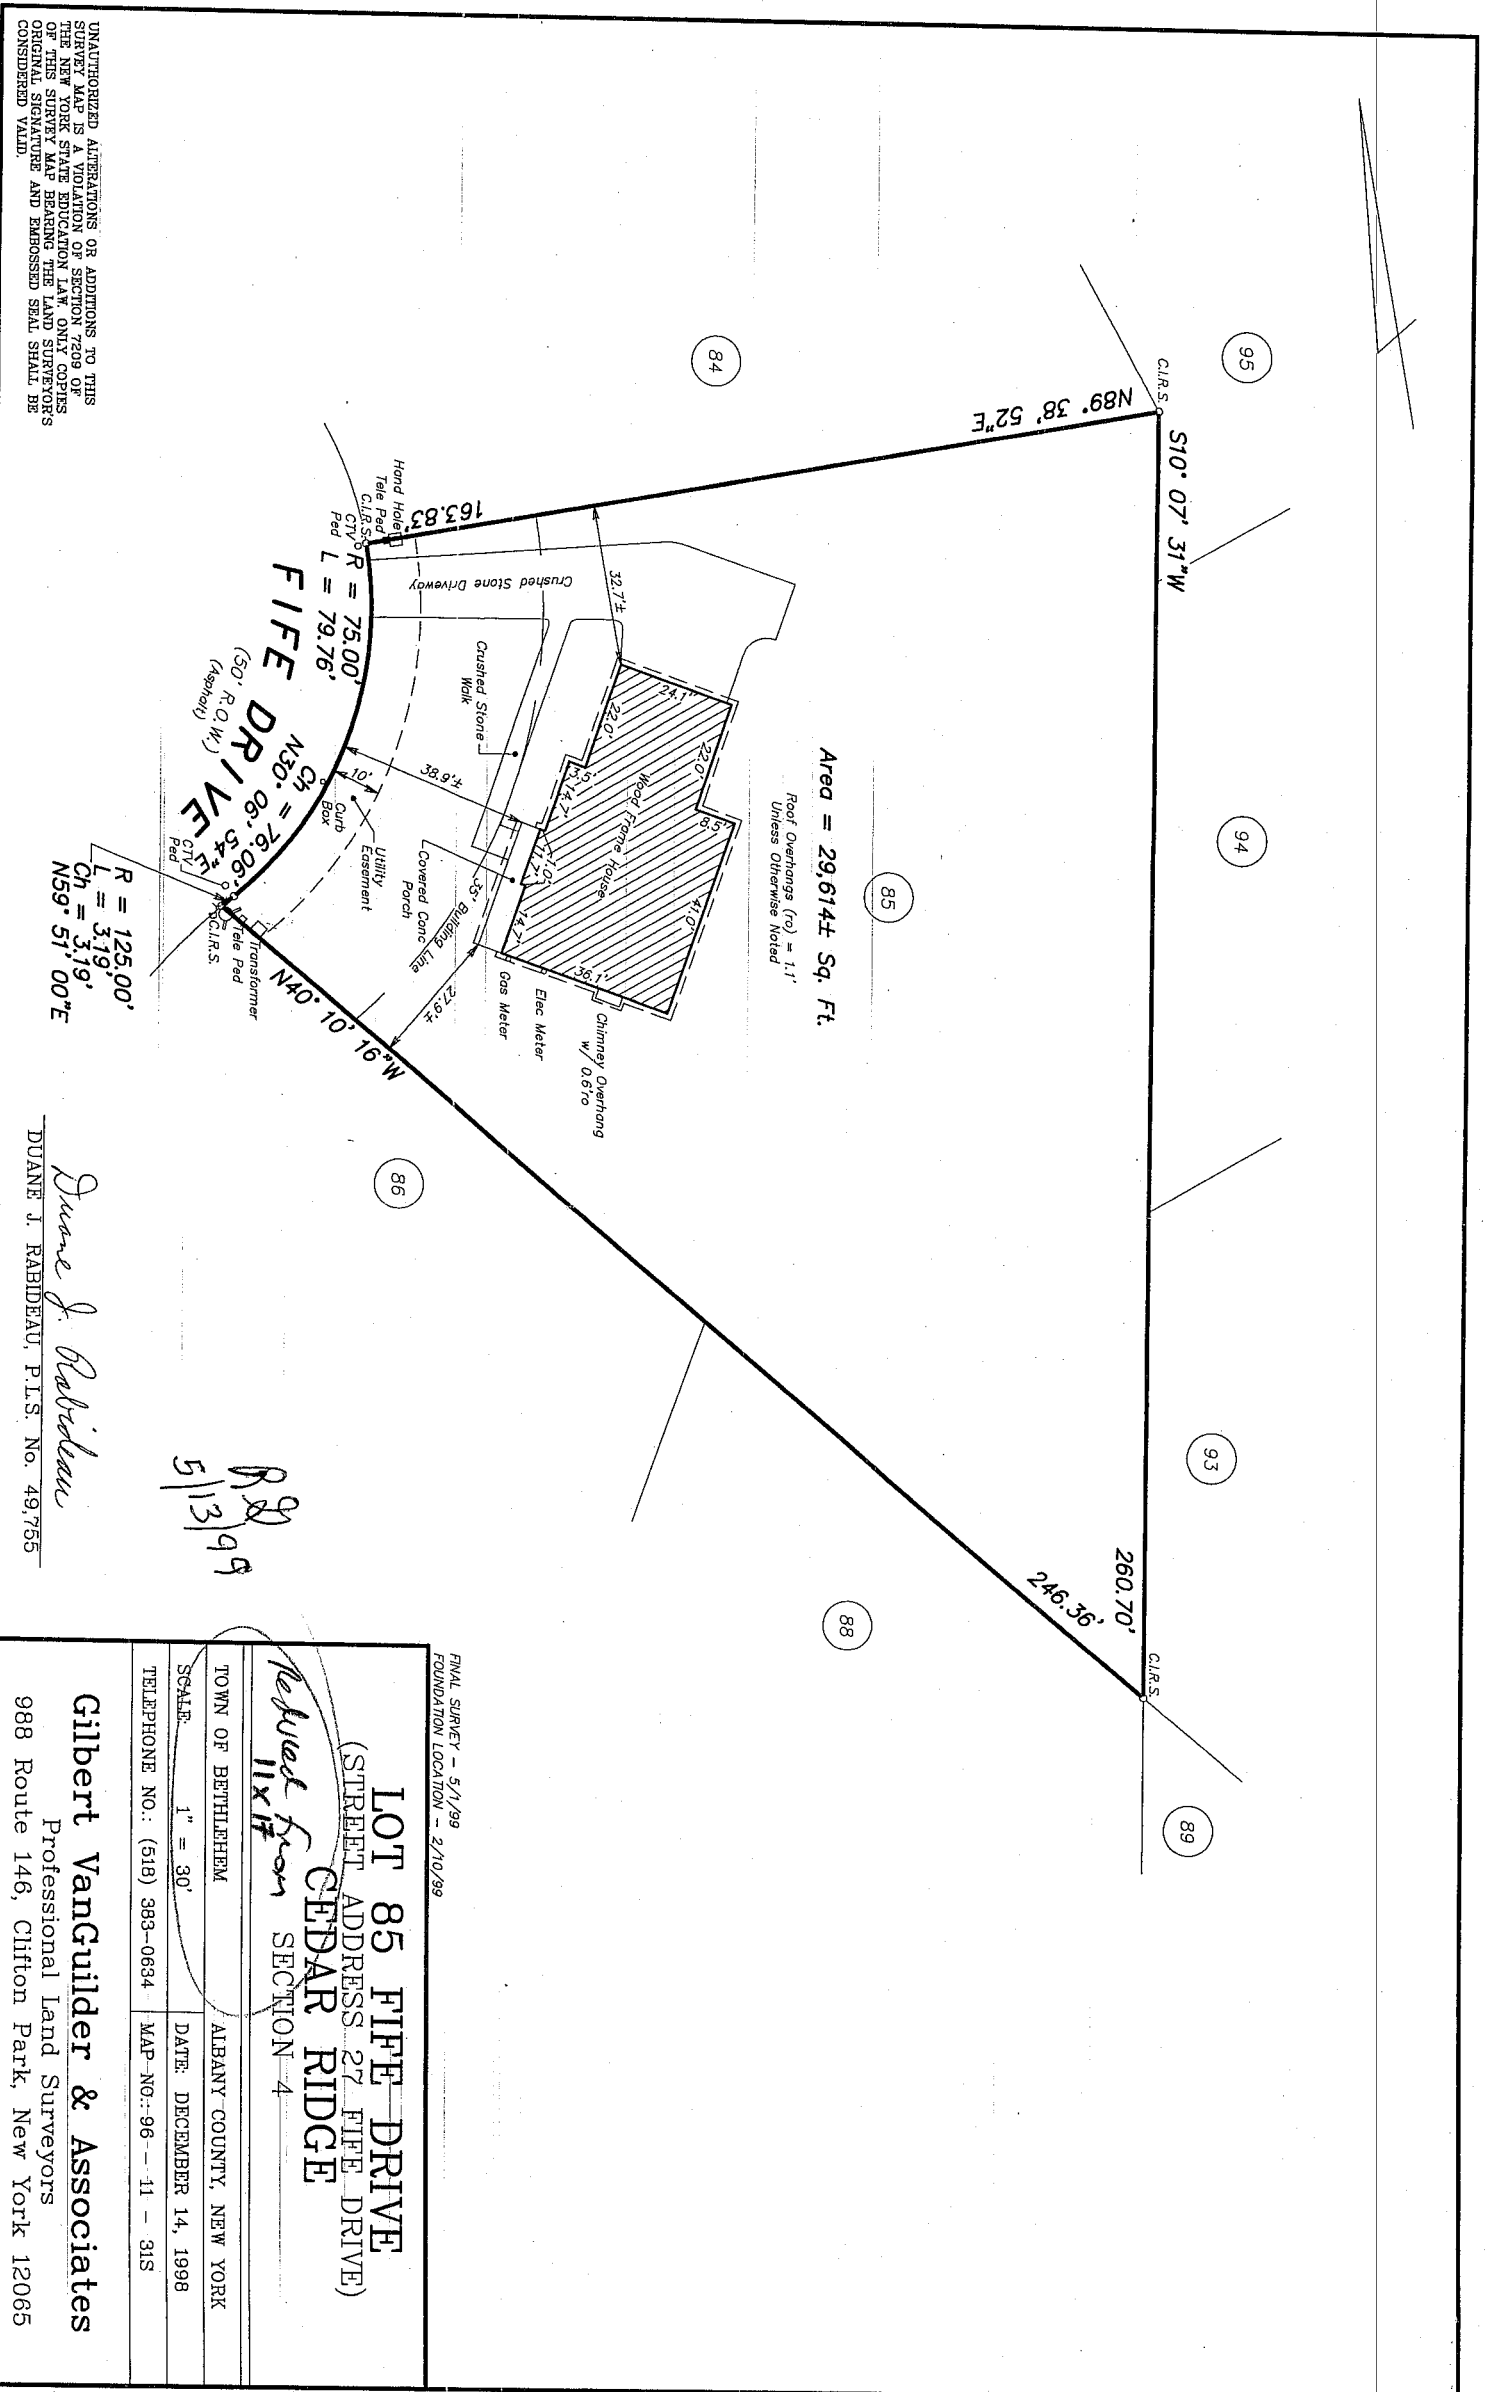 95
94
93
89
88
86
85
84
C.I.R.S.
S10° 07' 31"W
260.70'
C.I.R.S.
N89° 38' 52"E
163.83'
246.36'
N40° 10' 16"W
Area = 29,614± Sq. Ft.
Roof Overhangs (ro) = 1.1'
Unless Otherwise Noted
Wood Frame House
24.1'
22.0'
22.0'
8.5'
41.0'
3.5'
14.7'
1.0'
11.7'
14.7'
36.1'
32.7'±
38.9'±
27.9'±
10'
Chimney Overhang
w/ 0.6'ro
Elec Meter
Gas Meter
Building Line
Covered Conc
Porch
Crushed Stone
Walk
Crushed Stone Driveway
Utility
Easement
Curb
Box
Hand Hole
Tele Ped
C.I.R.S.
CTV
Ped
R = 75.00'
L = 79.76'
Ch = 76.06'
N30° 06' 54"E
FIFE DRIVE
(50' R.O.W.)
(Asphalt)
CTV
Ped
Transformer
Tele Ped
C.I.R.S.
R = 125.00'
L = 3.19'
Ch = 3.19'
N59° 51' 00"E
UNAUTHORIZED ALTERATIONS OR ADDITIONS TO THIS
SURVEY MAP IS A VIOLATION OF SECTION 7209 OF
THE NEW YORK STATE EDUCATION LAW. ONLY COPIES
OF THIS SURVEY MAP BEARING THE LAND SURVEYOR'S
ORIGINAL SIGNATURE AND EMBOSSED SEAL SHALL BE
CONSIDERED VALID.
Duane J. Rabideau
DUANE J. RABIDEAU, P.L.S. No. 49,755
5/13/99
FINAL SURVEY - 5/1/99
FOUNDATION LOCATION - 2/10/99
LOT 85 FIFE DRIVE
(STREET ADDRESS 27 FIFE DRIVE)
CEDAR RIDGE
SECTION 4
Reduced from
11x17
TOWN OF BETHLEHEM ALBANY COUNTY, NEW YORK
SCALE: 1" = 30' DATE: DECEMBER 14, 1998
TELEPHONE NO.: (518) 383-0634 MAP NO.: 96 - 11 - 31S
Gilbert VanGuilder & Associates
Professional Land Surveyors
988 Route 146, Clifton Park, New York 12065